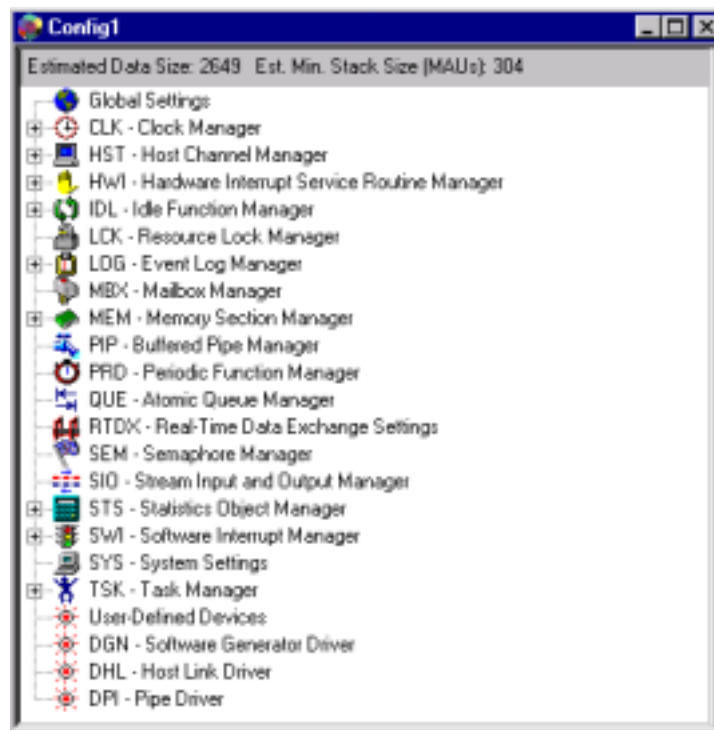 Config1
Estimated Data Size: 2649 Est. Min. Stack Size (MAUs): 304
Global Settings
CLK - Clock Manager
HST - Host Channel Manager
HWI - Hardware Interrupt Service Routine Manager
IDL - Idle Function Manager
LCK - Resource Lock Manager
LOG - Event Log Manager
MBX - Mailbox Manager
MEM - Memory Section Manager
PIP - Buffered Pipe Manager
PRD - Periodic Function Manager
QUE - Atomic Queue Manager
RTDX - Real-Time Data Exchange Settings
SEM - Semaphore Manager
SIO - Stream Input and Output Manager
STS - Statistics Object Manager
SWI - Software Interrupt Manager
SYS - System Settings
TSK - Task Manager
User-Defined Devices
DGN - Software Generator Driver
DHL - Host Link Driver
DPI - Pipe Driver